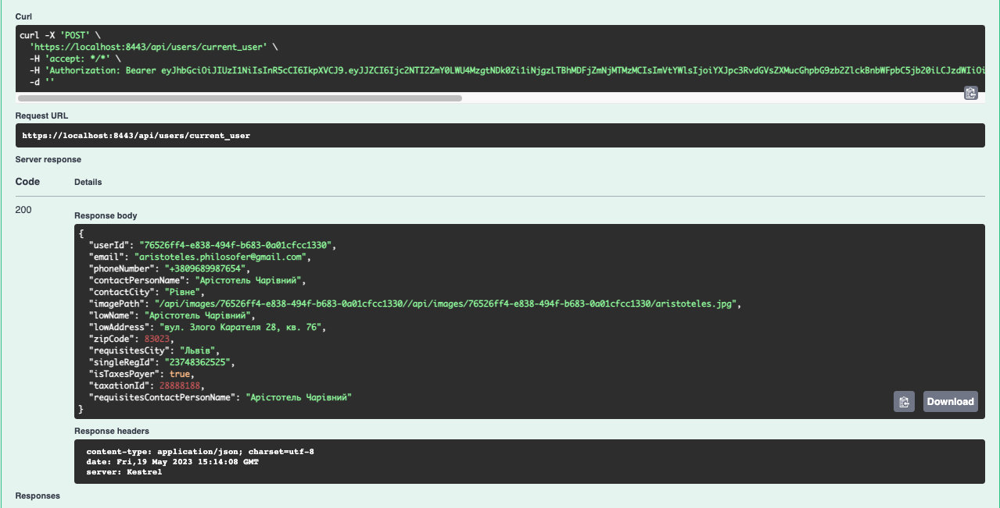 Curl
curl -X 'POST' \
'https://localhost:8443/api/users/current_user' \
-H 'accept: */*' \
-H 'Authorization: Bearer eyJhbGciOiJIUzI1NiIsInR5cCI6IkpXVCJ9.eyJJZCI6Ijc2NTI2ZmY0LWU4MzgtNDk0Zi1iNjgzLTBhMDFjZmNjMTMzMCIsImVtYWlsIjoiYXJpc3RvdGVsZXMucGhpbG9zb2ZlckBnbWFpbC5jb20iLCJzdWIiOi
-d ''
Request URL
https://localhost:8443/api/users/current_user
Server response
Code Details
200
Response body
{
"userId": "76526ff4-e838-494f-b683-0a01cfcc1330",
"email": "aristoteles.philosofer@gmail.com",
"phoneNumber": "+3809689987654",
"contactPersonName": "Арістотель Чарівний",
"contactCity": "Рівне",
"imagePath": "/api/images/76526ff4-e838-494f-b683-0a01cfcc1330//api/images/76526ff4-e838-494f-b683-0a01cfcc1330/aristoteles.jpg",
"lowName": "Арістотель Чарівний",
"lowAddress": "вул. Злого Карателя 28, кв. 76",
"zipCode": 83023,
"requisitesCity": "Львів",
"singleRegId": "23748362525",
"isTaxesPayer": true,
"taxationId": 28888188,
"requisitesContactPersonName": "Арістотель Чарівний"
}
Download
Response headers
content-type: application/json; charset=utf-8
date: Fri,19 May 2023 15:14:08 GMT
server: Kestrel
Responses